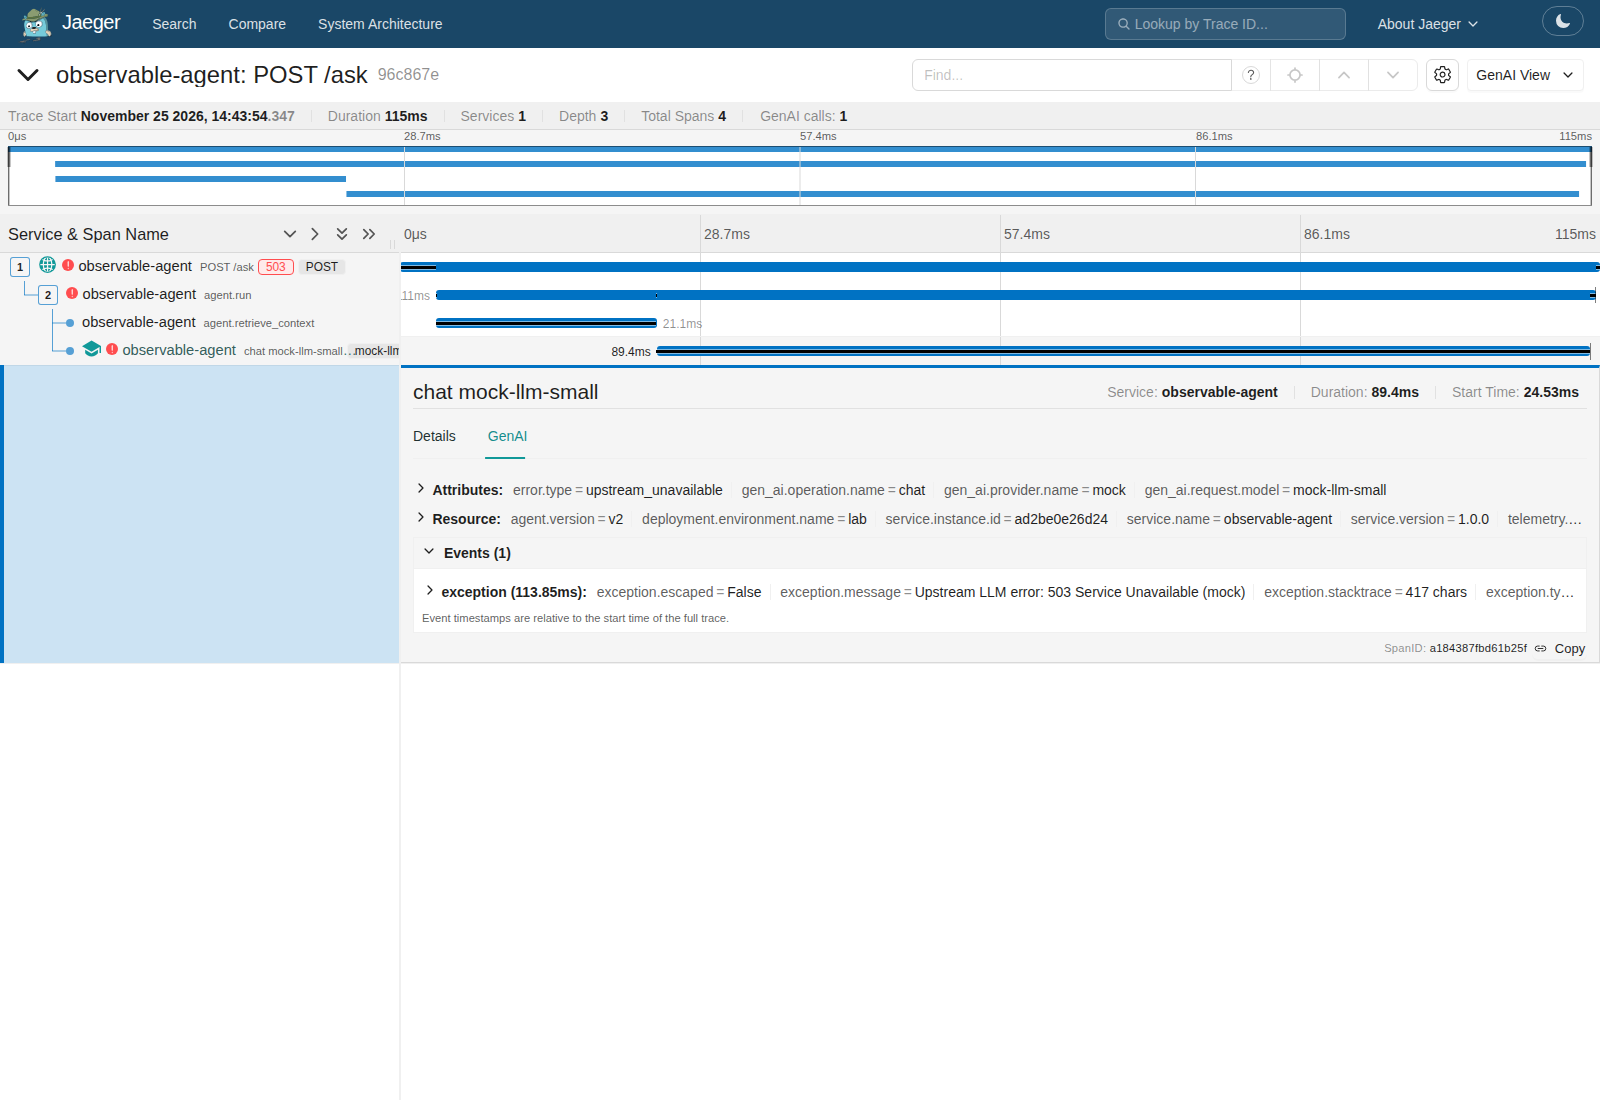 Jaeger Search Compare System Architecture Lookup by Trace ID... About Jaeger
observable-agent: POST /ask 96c867e Find... ? GenAI View
Trace Start November 25 2026, 14:43:54.347 Duration 115ms Services 1 Depth 3 Total Spans 4 GenAI calls: 1
0μs 28.7ms 57.4ms 86.1ms 115ms
Service & Span Name 0μs 28.7ms 57.4ms 86.1ms 115ms
1 observable-agent POST /ask 503 POST
2 observable-agent agent.run 11ms
observable-agent agent.retrieve_context 21.1ms
observable-agent chat mock-llm-small... mock-llm 89.4ms
chat mock-llm-small Service: observable-agent Duration: 89.4ms Start Time: 24.53ms
Details GenAI
Attributes: error.type = upstream_unavailable gen_ai.operation.name = chat gen_ai.provider.name = mock gen_ai.request.model = mock-llm-small
Resource: agent.version = v2 deployment.environment.name = lab service.instance.id = ad2be0e26d24 service.name = observable-agent service.version = 1.0.0 telemetry....
Events (1)
exception (113.85ms): exception.escaped = False exception.message = Upstream LLM error: 503 Service Unavailable (mock) exception.stacktrace = 417 chars exception.ty...
Event timestamps are relative to the start time of the full trace.
SpanID: a184387fbd61b25f Copy